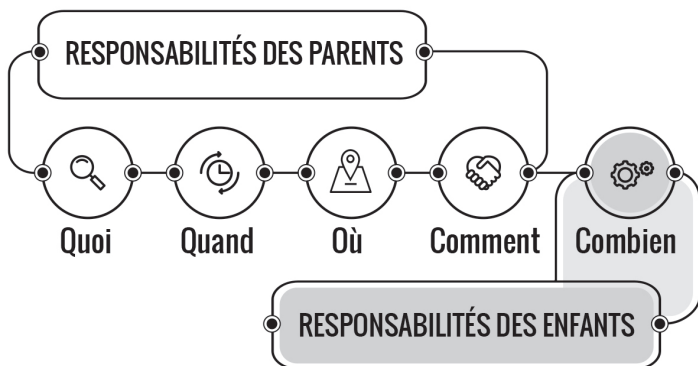 RESPONSABILITÉS DES PARENTS
Quoi
Quand
Où
Comment
Combien
RESPONSABILITÉS DES ENFANTS